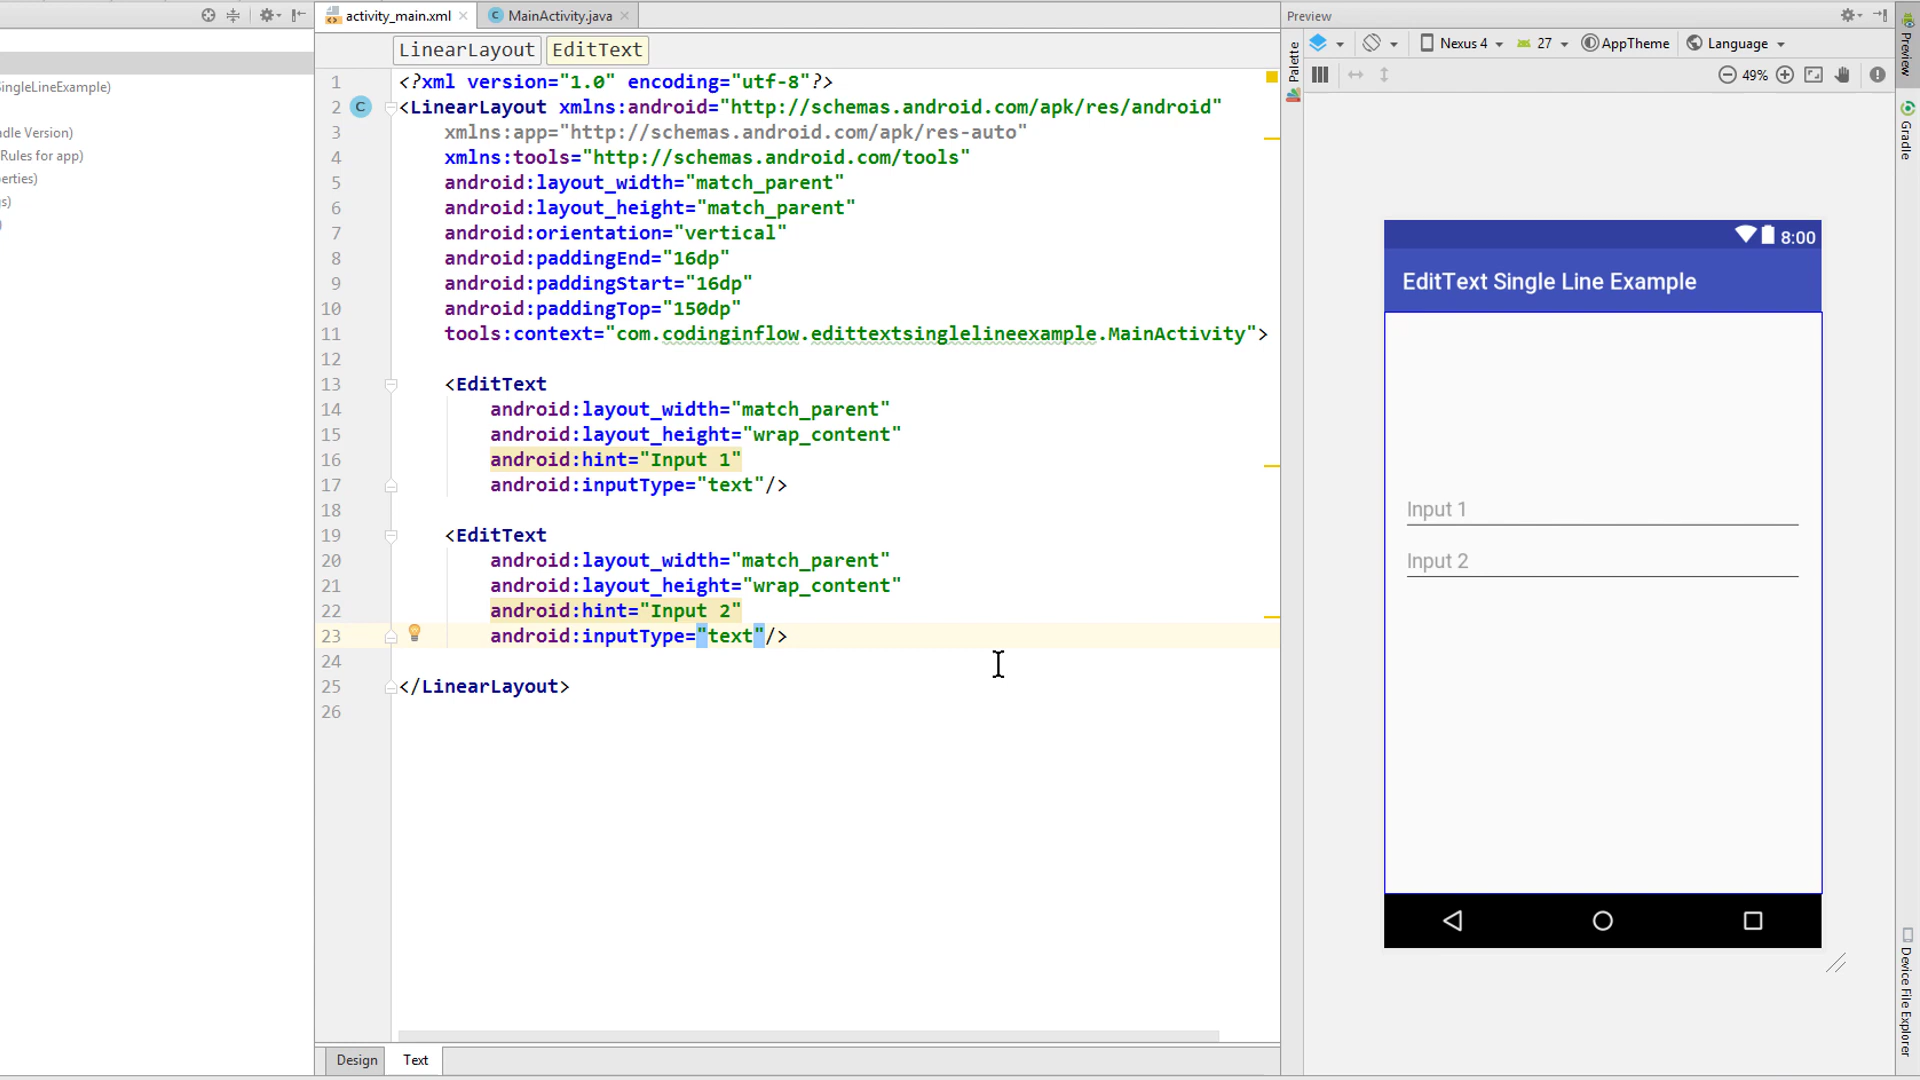 activity_main.xml
MainActivity.java
Preview
LinearLayout
EditText
Nexus 4
27
AppTheme
Language
49%
Palette
Preview
Gradle
Device File Explorer
ingleLineExample)
dle Version)
Rules for app)
erties)
s)
)
1 <?xml version="1.0" encoding="utf-8"?>
2 C <LinearLayout xmlns:android="http://schemas.android.com/apk/res/android"
3 xmlns:app="http://schemas.android.com/apk/res-auto"
4 xmlns:tools="http://schemas.android.com/tools"
5 android:layout_width="match_parent"
6 android:layout_height="match_parent"
7 android:orientation="vertical"
8 android:paddingEnd="16dp"
9 android:paddingStart="16dp"
10 android:paddingTop="150dp"
11 tools:context="com.codinginflow.edittextsinglelineexample.MainActivity">
12
13 <EditText
14 android:layout_width="match_parent"
15 android:layout_height="wrap_content"
16 android:hint="Input 1"
17 android:inputType="text"/>
18
19 <EditText
20 android:layout_width="match_parent"
21 android:layout_height="wrap_content"
22 android:hint="Input 2"
23 android:inputType="text"/>
24
25 </LinearLayout>
26
8:00
EditText Single Line Example
Input 1
Input 2
Design
Text